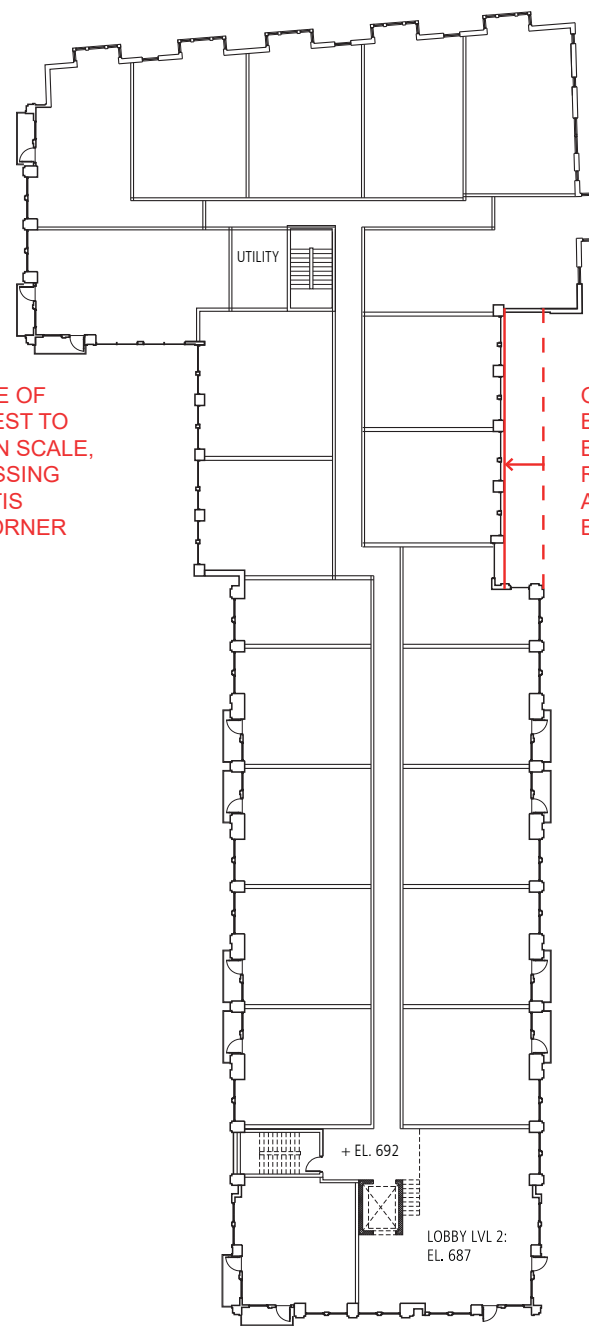 UTILITY
E OF
EST TO
N SCALE,
SSING
TIS
ORNER
+ EL. 692
LOBBY LVL 2:
EL. 687